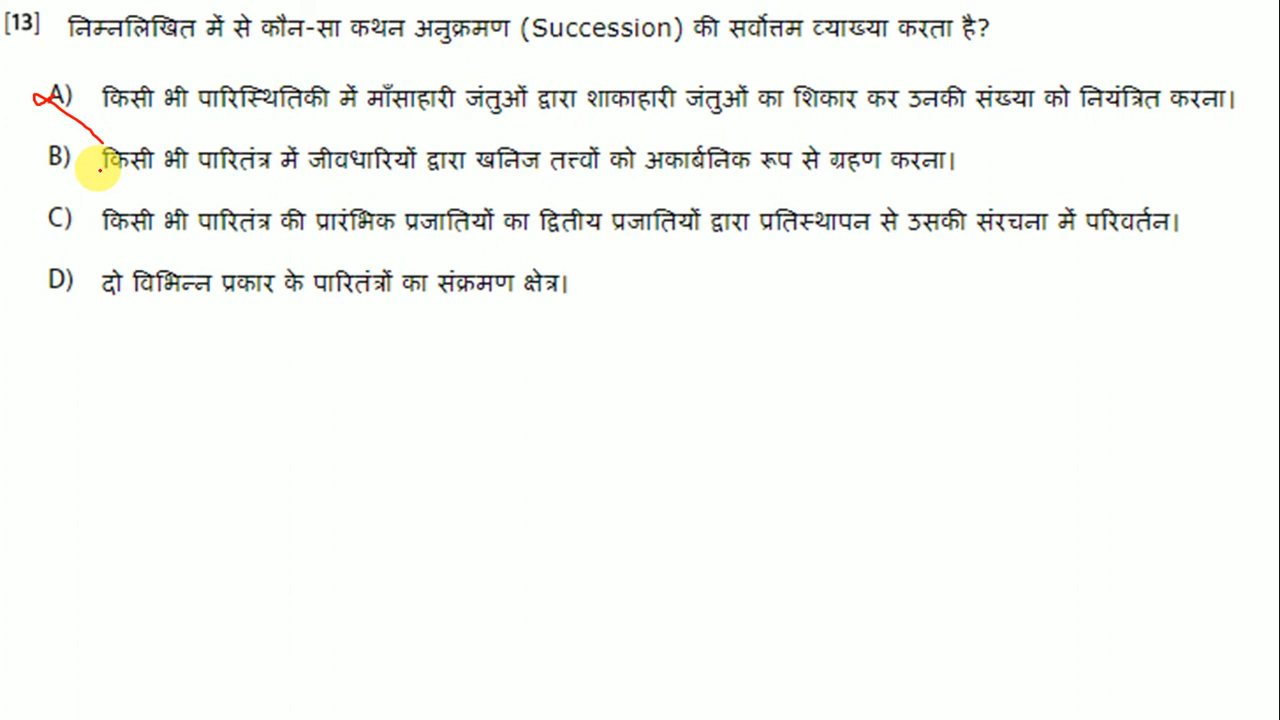 [13] निम्नलिखित में से कौन-सा कथन अनुक्रमण (Succession) की सर्वोत्तम व्याख्या करता है?
A) किसी भी पारिस्थितिकी में माँसाहारी जंतुओं द्वारा शाकाहारी जंतुओं का शिकार कर उनकी संख्या को नियंत्रित करना।
B) किसी भी पारितंत्र में जीवधारियों द्वारा खनिज तत्त्वों को अकार्बनिक रूप से ग्रहण करना।
C) किसी भी पारितंत्र की प्रारंभिक प्रजातियों का द्वितीय प्रजातियों द्वारा प्रतिस्थापन से उसकी संरचना में परिवर्तन।
D) दो विभिन्न प्रकार के पारितंत्रों का संक्रमण क्षेत्र।